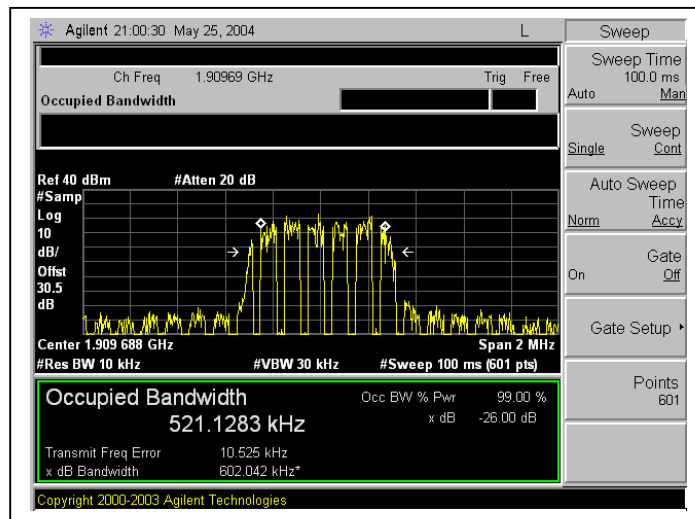 Agilent 21:00:30 May 25, 2004 L
Ch Freq 1.90969 GHz Trig Free
Occupied Bandwidth
Ref 40 dBm #Atten 20 dB
#Samp
Log
10
dB/
Offst
30.5
dB
Center 1.909 688 GHz Span 2 MHz
#Res BW 10 kHz #VBW 30 kHz #Sweep 100 ms (601 pts)
Occupied Bandwidth Occ BW % Pwr 99.00 %
521.1283 kHz x dB -26.00 dB
Transmit Freq Error 10.525 kHz
x dB Bandwidth 602.042 kHz*
Copyright 2000-2003 Agilent Technologies
Sweep
Sweep Time
100.0 ms
Auto Man
Sweep
Single Cont
Auto Sweep
Time
Norm Accy
Gate
On Off
Gate Setup
Points
601